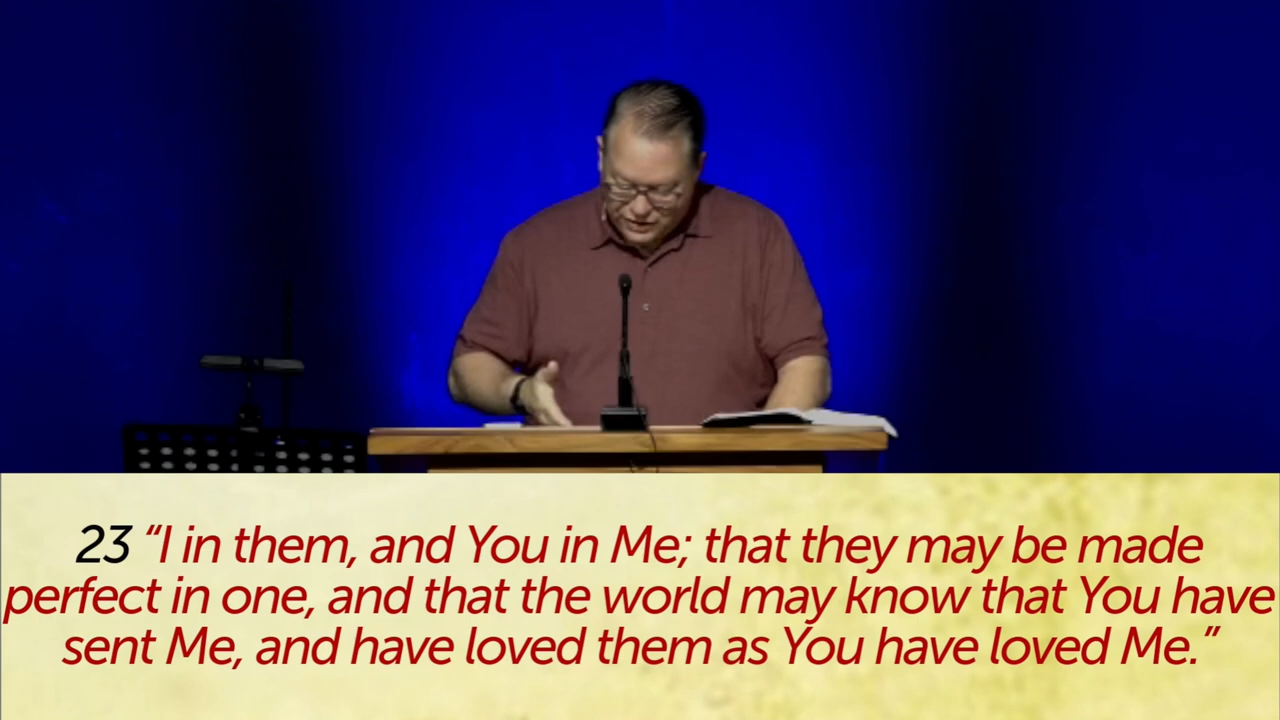 23 “I in them, and You in Me; that they may be made
perfect in one, and that the world may know that You have
sent Me, and have loved them as You have loved Me.”